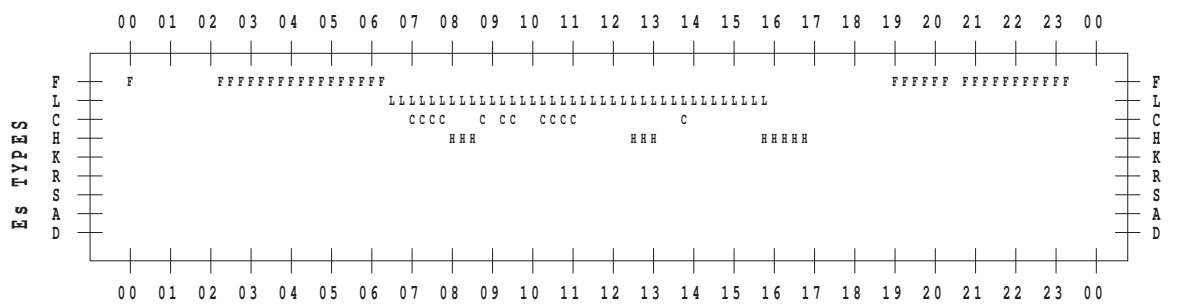 00 01 02 03 04 05 06 07 08 09 10 11 12 13 14 15 16 17 18 19 20 21 22 23 00
F F FFFFFFFFFFFFFFFFF FFFFFF FFFFFFFFFFF F
L LLLLLLLLLLLLLLLLLLLLLLLLLLLLLLLLLLLLLL L
C CCCC C CC CCCC C C
H HHH HHH HHHHH H
K K
R R
S S
A A
D D
Es TYPES
00 01 02 03 04 05 06 07 08 09 10 11 12 13 14 15 16 17 18 19 20 21 22 23 00